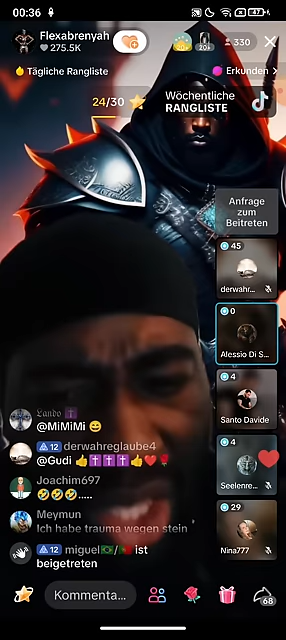 00:36
47
Flexabrenyah
275.5K
20+
330
Tägliche Rangliste
Erkunden
24/30
Wöchentliche
RANGLISTE
Anfrage
zum
Beitreten
45
derwahr...
0
Alessio Di S...
4
Santo Davide
4
Seelenre...
29
Nina777
Lando ✝️
@MiMiMi 😄
12 derwahreglaube4
@Gudi 👍✝️✝️✝️✝️👍❤️🌹
Joachim697
🤣🤣🤣.....
Meymun
Ich habe trauma wegen stein
12 miguel🇧🇷/🇵🇹 ist
beigetreten
Kommenta...
68